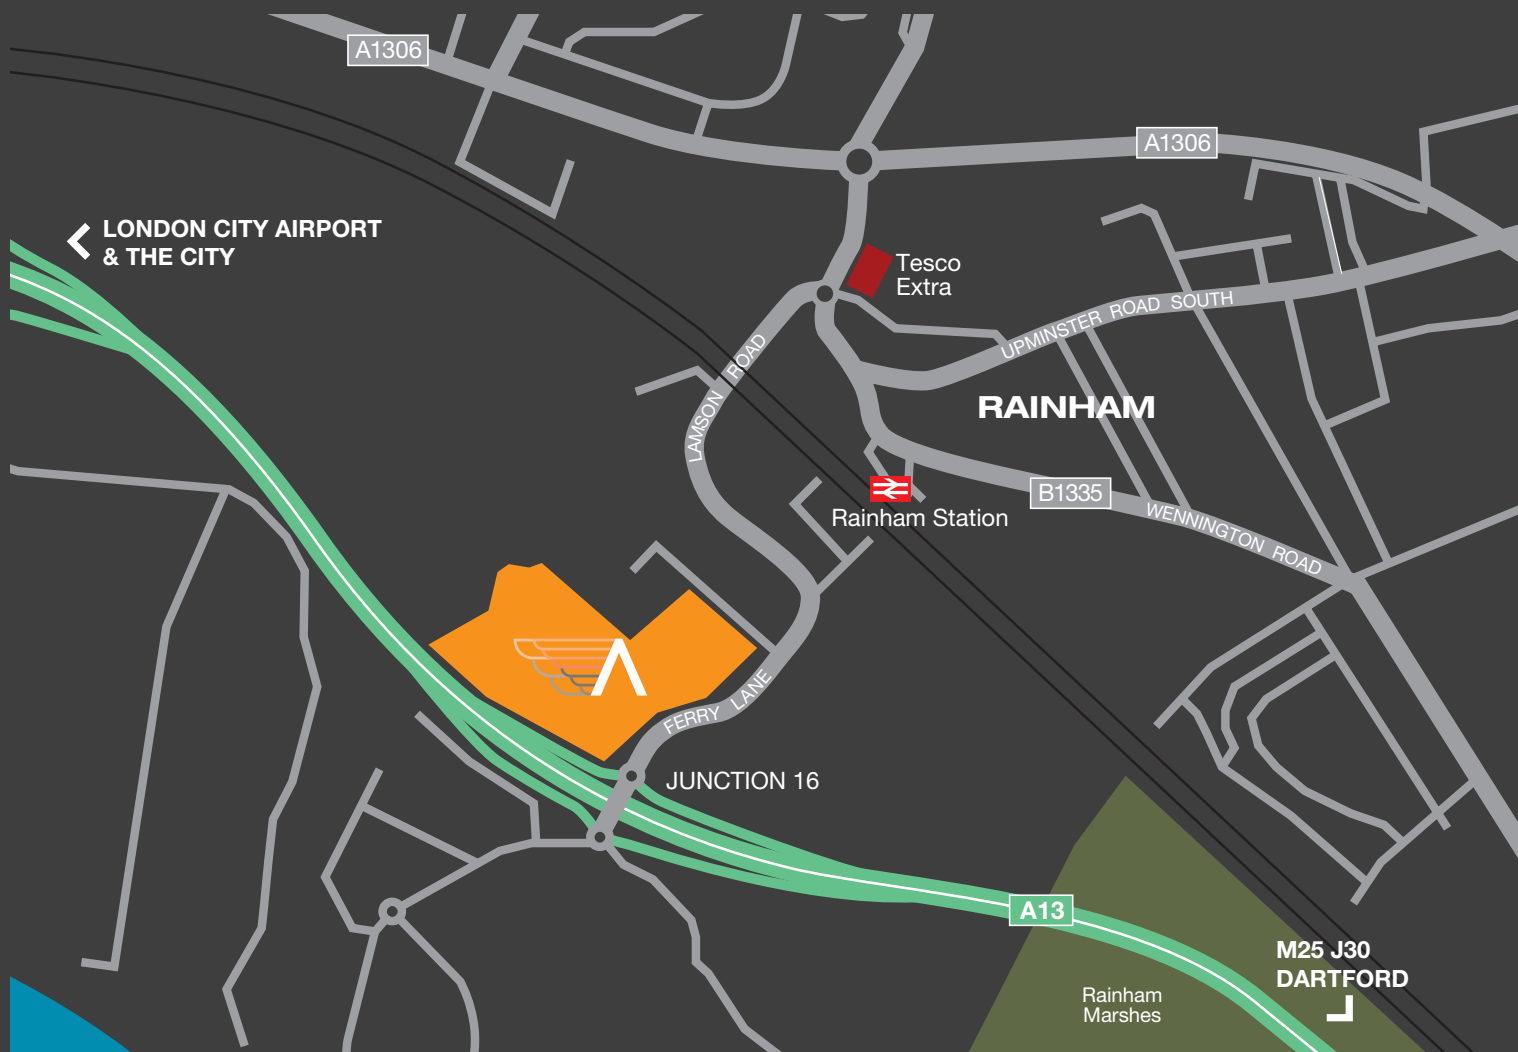 A1306
A1306
LONDON CITY AIRPORT
& THE CITY
Tesco
Extra
UPMINSTER ROAD SOUTH
LAMSON ROAD
RAINHAM
B1335
WENNINGTON ROAD
Rainham Station
FERRY LANE
JUNCTION 16
A13
M25 J30
DARTFORD
Rainham
Marshes